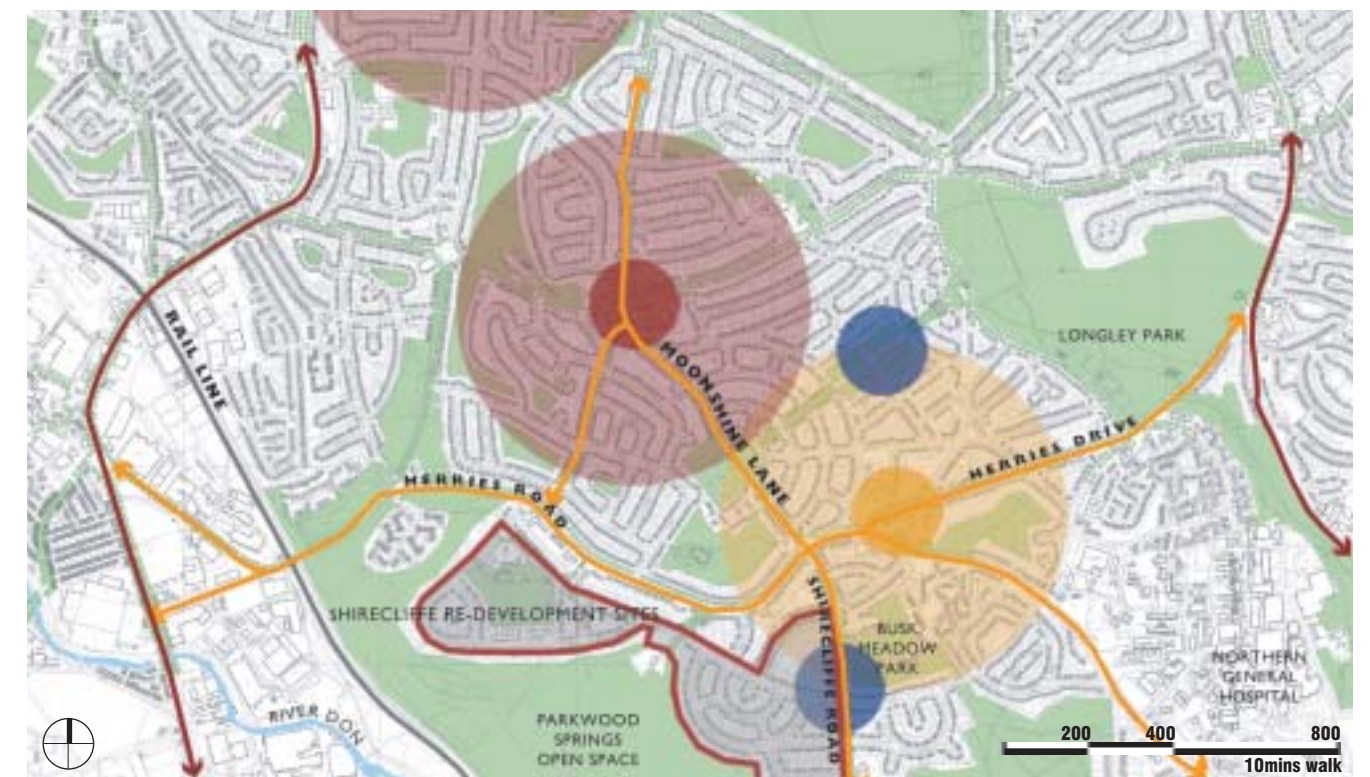 RAIL LINE
MOONSHINE LANE
LONGLEY PARK
HERRIES DRIVE
HERRIES ROAD
SHIRECLIFFE RE-DEVELOPMENT SITES
SHIRECLIFFE ROAD
BUSK
MEADOW
PARK
NORTHERN
GENERAL
HOSPITAL
RIVER DON
PARKWOOD
SPRINGS
OPEN SPACE
200 400 800
10mins walk